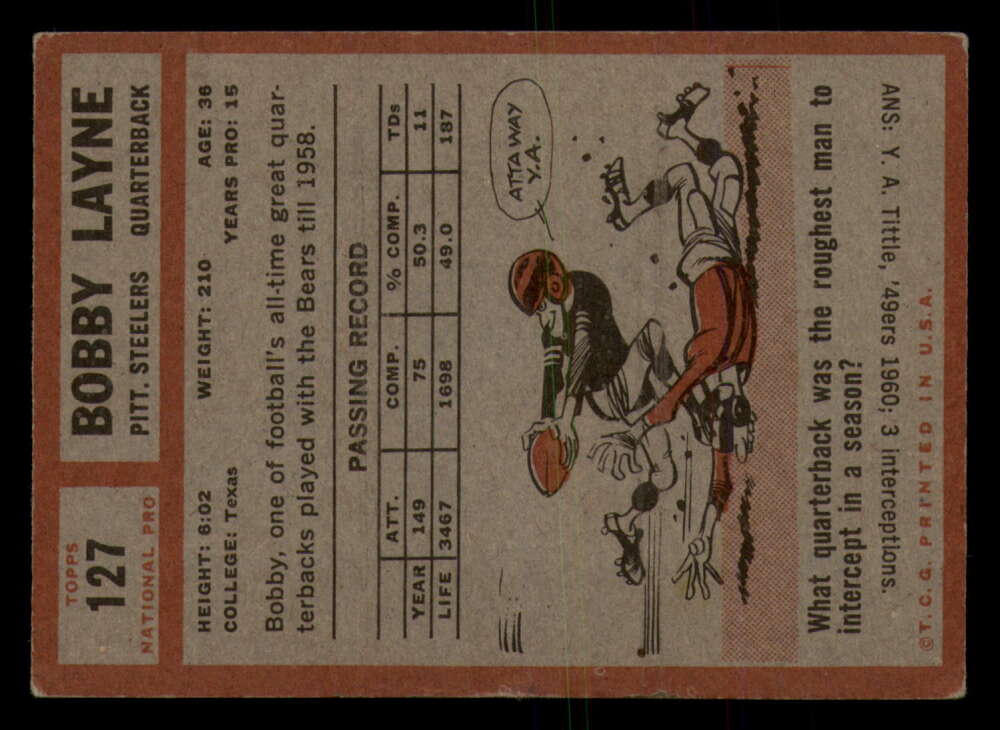 TOPPS
127
NATIONAL PRO
BOBBY LAYNE
PITT. STEELERS QUARTERBACK
HEIGHT: 6:02 WEIGHT: 210 AGE: 36
COLLEGE: Texas YEARS PRO: 15
Bobby, one of football's all-time great quar-
terbacks played with the Bears till 1958.
PASSING RECORD
ATT. COMP. % COMP. TDs
YEAR 149 75 50.3 11
LIFE 3467 1698 49.0 187
ATTA WAY
Y.A.
What quarterback was the roughest man to
intercept in a season?
ANS: Y. A. Tittle, '49ers 1960; 3 interceptions.
© T. C. G. PRINTED IN U.S.A.